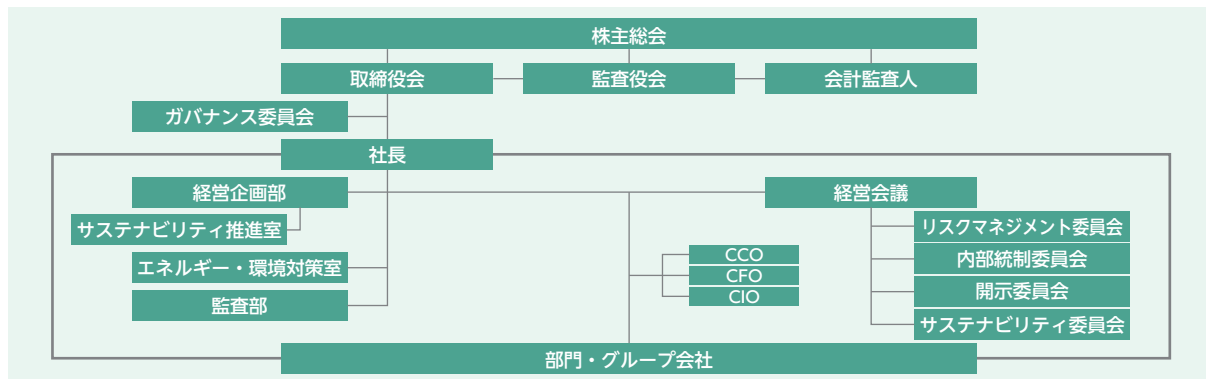 株主総会
取締役会
監査役会
会計監査人
ガバナンス委員会
社長
経営企画部
経営会議
サステナビリティ推進室
リスクマネジメント委員会
エネルギー・環境対策室
CCO
内部統制委員会
CFO
監査部
CIO
開示委員会
サステナビリティ委員会
部門・グループ会社